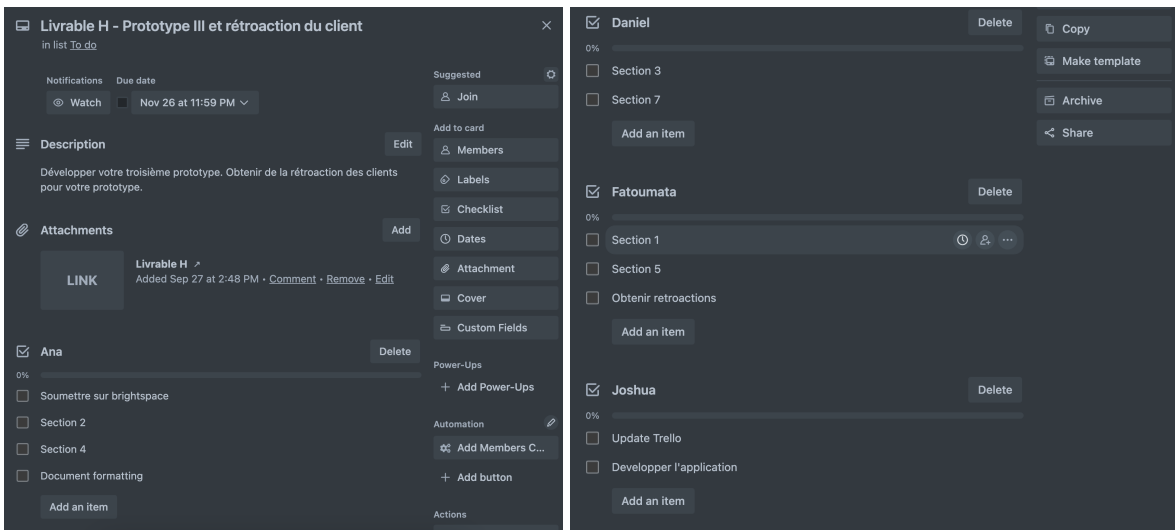 Livrable H - Prototype III et rétroaction du client
in list To do
Notifications
Due date
Watch
Nov 26 at 11:59 PM
Description
Edit
Développer votre troisième prototype. Obtenir de la rétroaction des clients
pour votre prototype.
Attachments
Add
LINK
Livrable H ↗
Added Sep 27 at 2:48 PM • Comment • Remove • Edit
Ana
Delete
0%
Soumettre sur brightspace
Section 2
Section 4
Document formatting
Add an item
Suggested
Join
Add to card
Members
Labels
Checklist
Dates
Attachment
Cover
Custom Fields
Power-Ups
+ Add Power-Ups
Automation
Add Members C...
+ Add button
Actions
Daniel
Delete
0%
Section 3
Section 7
Add an item
Fatoumata
Delete
0%
Section 1
Section 5
Obtenir retroactions
Add an item
Joshua
Delete
0%
Update Trello
Developper l'application
Add an item
Copy
Make template
Archive
Share